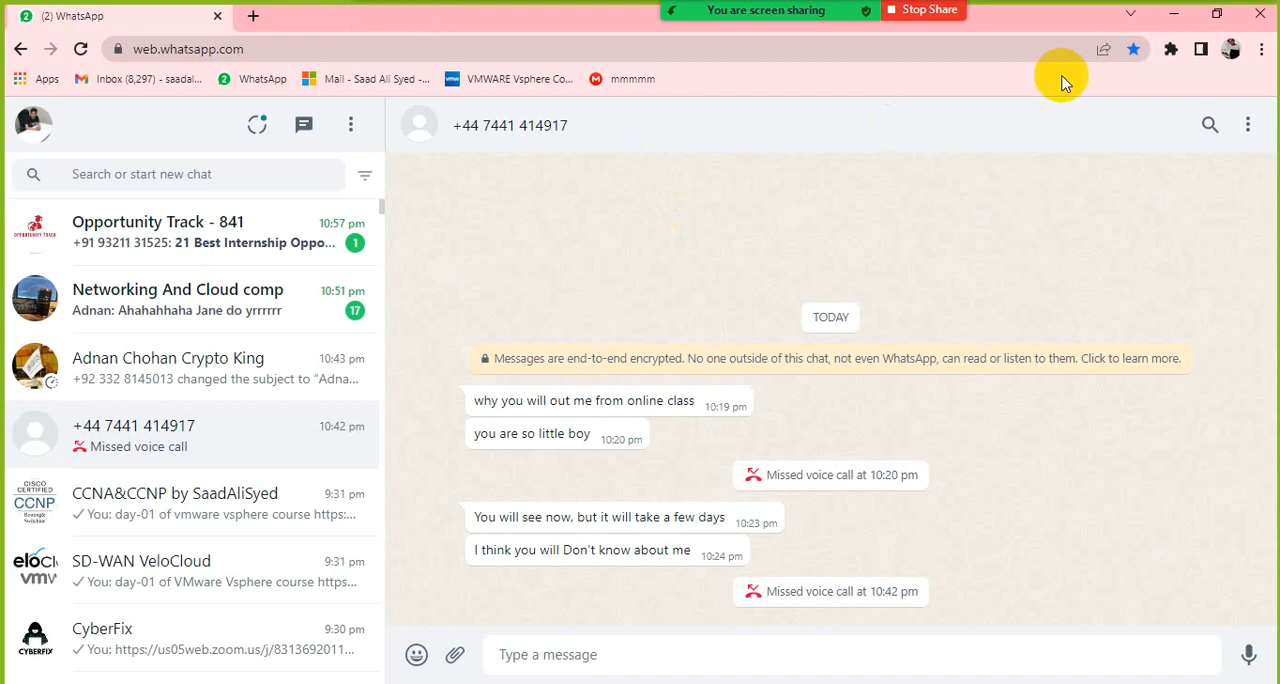 (2) WhatsApp
You are screen sharing
Stop Share
web.whatsapp.com
Apps
Inbox (8,297) - saadal...
WhatsApp
Mail - Saad Ali Syed -...
VMWARE Vsphere Co...
mmmmm
+44 7441 414917
Search or start new chat
Opportunity Track - 841
10:57 pm
+91 93211 31525: 21 Best Internship Oppo...
1
Networking And Cloud comp
10:51 pm
Adnan: Ahahahhaha Jane do yrrrrrr
17
Adnan Chohan Crypto King
10:43 pm
+92 332 8145013 changed the subject to “Adna...
+44 7441 414917
10:42 pm
Missed voice call
CISCO
CERTIFIED
CCNP
Routing &
Switching
CCNA&CCNP by SaadAliSyed
9:31 pm
You: day-01 of vmware vsphere course https:...
SD-WAN VeloCloud
9:31 pm
You: day-01 of VMware Vsphere course https:...
CYBERFIX
CyberFix
9:30 pm
You: https://us05web.zoom.us/j/8313692011...
TODAY
Messages are end-to-end encrypted. No one outside of this chat, not even WhatsApp, can read or listen to them. Click to learn more.
why you will out me from online class 10:19 pm
you are so little boy 10:20 pm
Missed voice call at 10:20 pm
You will see now, but it will take a few days 10:23 pm
I think you will Don't know about me 10:24 pm
Missed voice call at 10:42 pm
Type a message